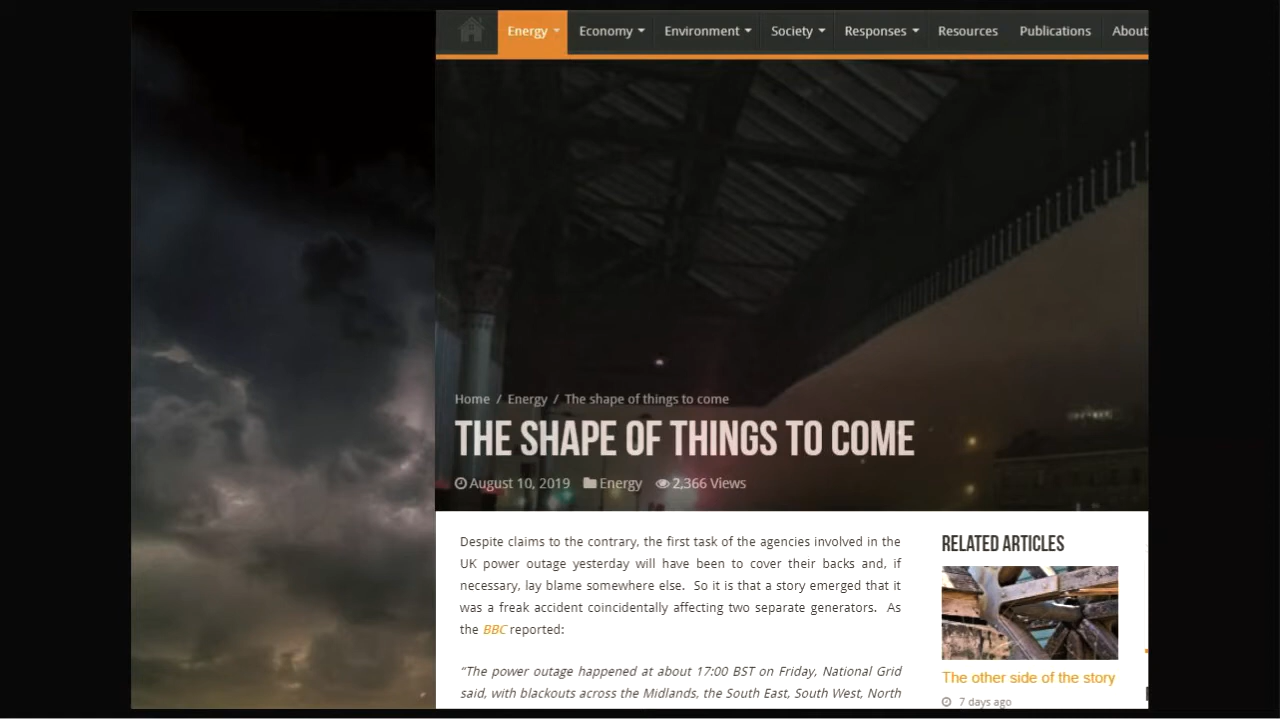 Energy Economy Environment Society Responses Resources Publications About
Home / Energy / The shape of things to come
THE SHAPE OF THINGS TO COME
August 10, 2019 Energy 2,366 Views
Despite claims to the contrary, the first task of the agencies involved in the
UK power outage yesterday will have been to cover their backs and, if
necessary, lay blame somewhere else. So it is that a story emerged that it
was a freak accident coincidentally affecting two separate generators. As
the BBC reported:
“The power outage happened at about 17:00 BST on Friday, National Grid
said, with blackouts across the Midlands, the South East, South West, North
RELATED ARTICLES
The other side of the story
7 days ago